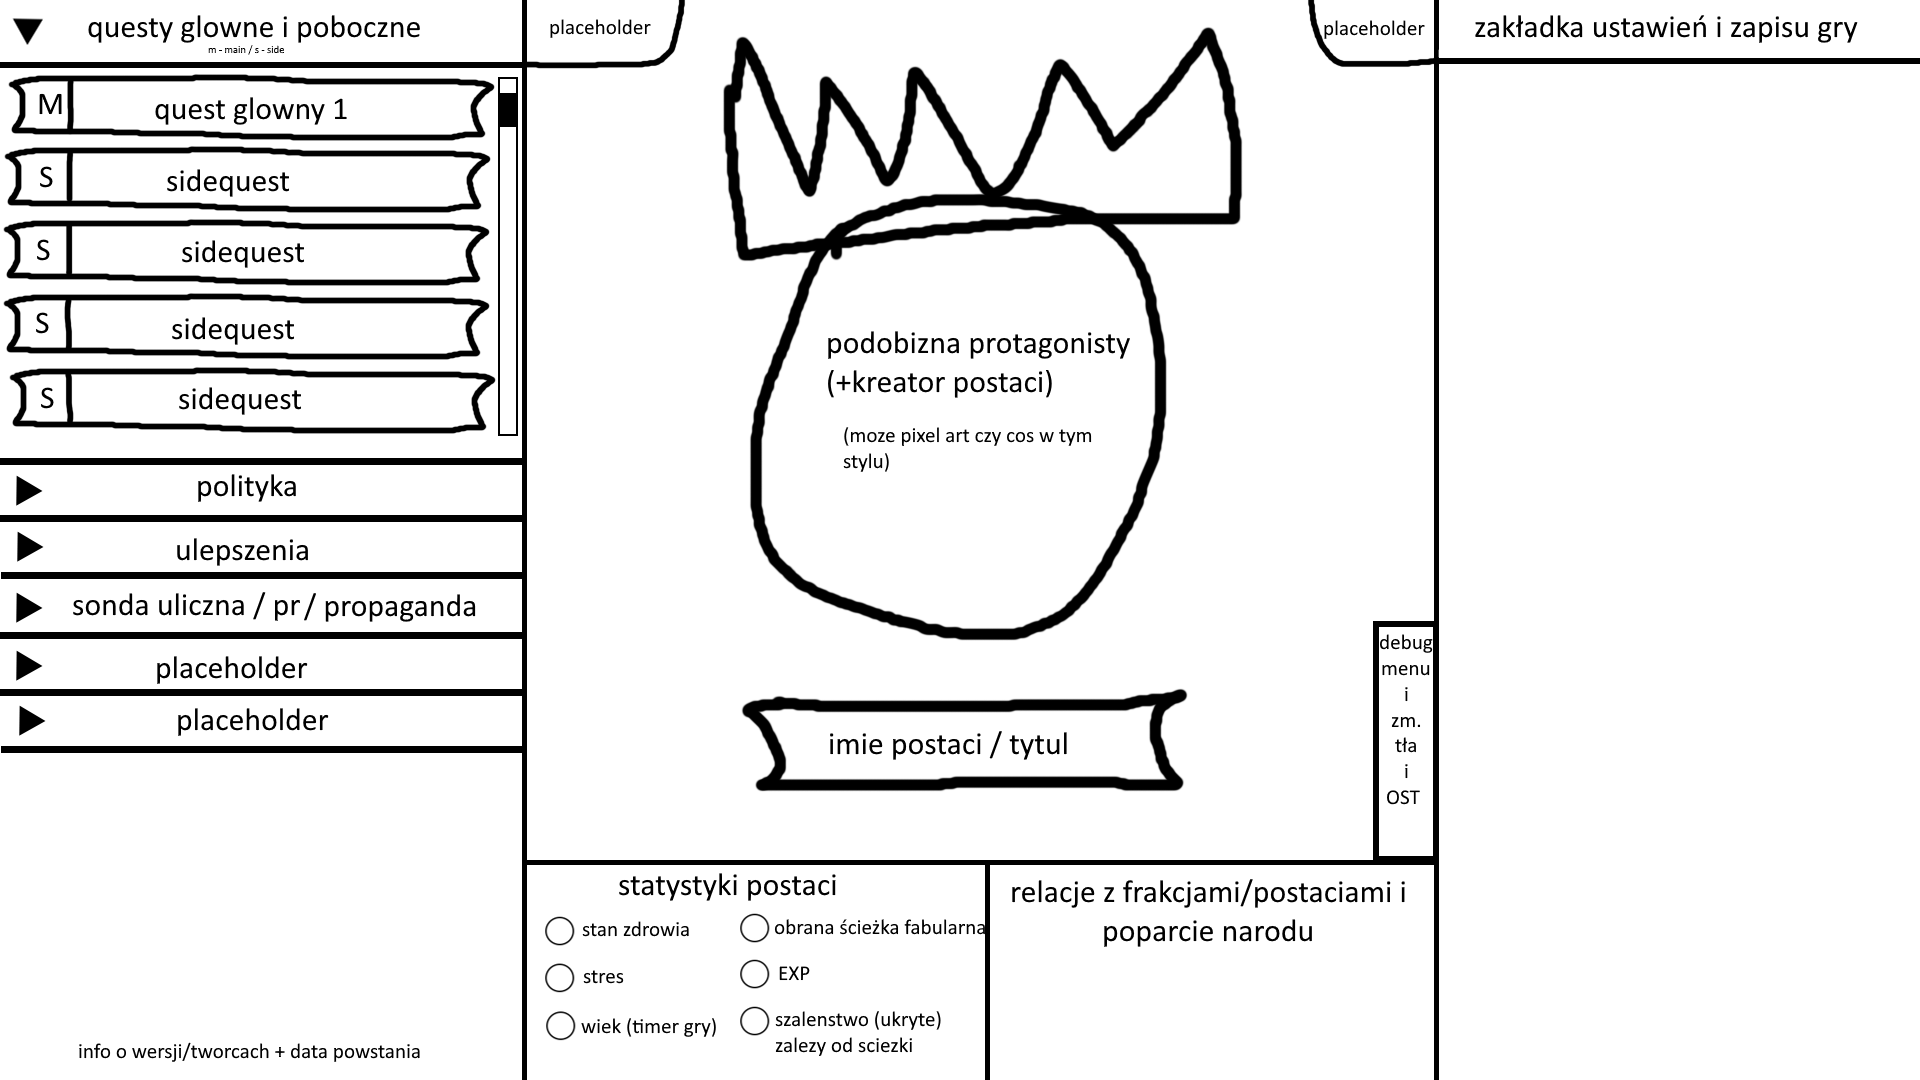 questy glowne i poboczne
m - main / s - side
M quest glowny 1
S sidequest
S sidequest
S sidequest
S sidequest
polityka
ulepszenia
sonda uliczna / pr / propaganda
placeholder
placeholder
info o wersji/tworcach + data powstania
placeholder
placeholder
podobizna protagonisty
(+kreator postaci)
(moze pixel art czy cos w tym
stylu)
imie postaci / tytul
debug
menu
i
zm.
tła
i
OST
statystyki postaci
stan zdrowia
stres
wiek (timer gry)
obrana ścieżka fabularna
EXP
szalenstwo (ukryte)
zalezy od sciezki
relacje z frakcjami/postaciami i
poparcie narodu
zakładka ustawień i zapisu gry